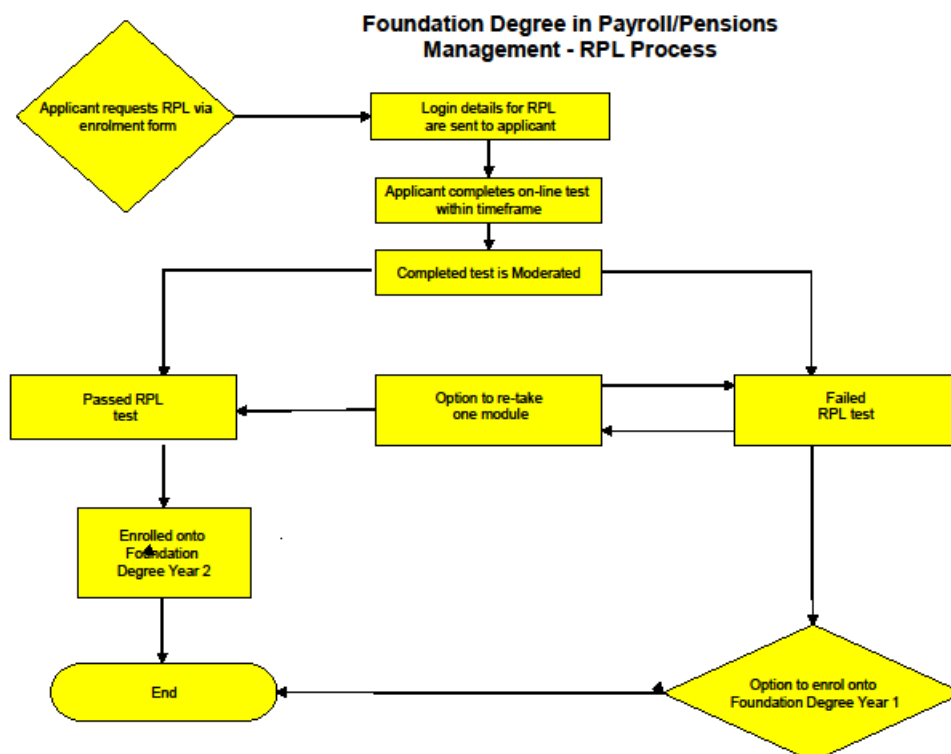 Foundation Degree in Payroll/Pensions
Management - RPL Process
Applicant requests RPL via
enrolment form
Login details for RPL
are sent to applicant
Applicant completes on-line test
within timeframe
Completed test is Moderated
Passed RPL
test
Option to re-take
one module
Failed
RPL test
Enrolled onto
Foundation
Degree Year 2
End
Option to enrol onto
Foundation Degree Year 1